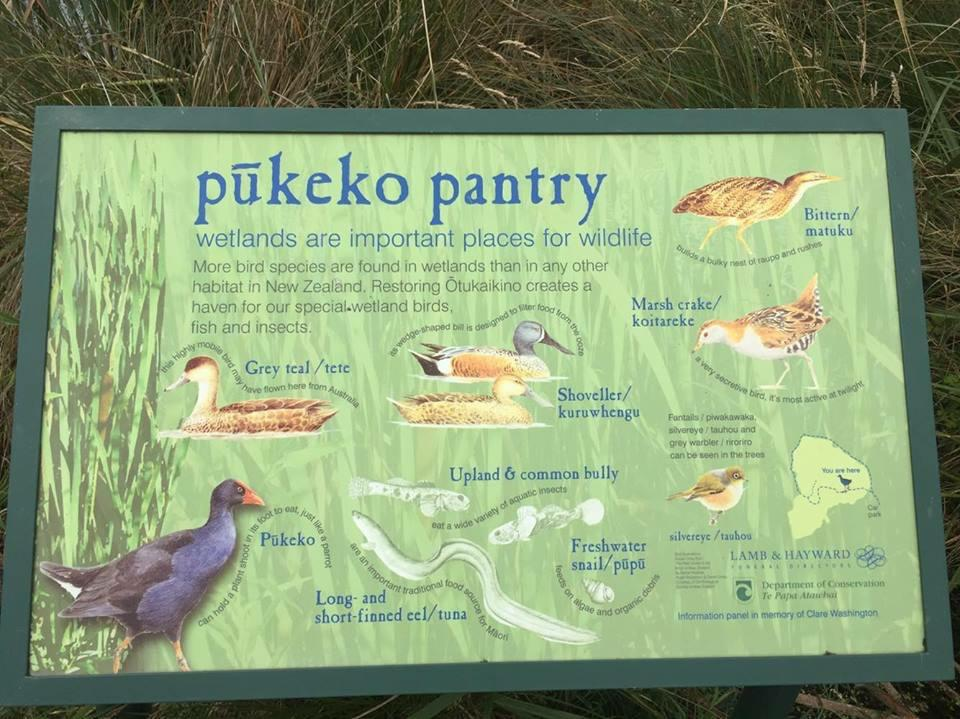 pūkeko pantry
wetlands are important places for wildlife
More bird species are found in wetlands than in any other
habitat in New Zealand. Restoring Ōtukaikino creates a
haven for our special wetland birds,
fish and insects.
Bittern/
matuku
builds a bulky nest of raupo and rushes
Marsh crake/
koitareke
a very secretive bird, it's most active at twilight
its wedge-shaped bill is designed to filter food from the ooze
Shoveller/
kuruwhengu
this highly mobile bird may have flown here from Australia
Grey teal /tete
Fantails / piwakawaka,
silvereye / tauhou and
grey warbler / riroriro
can be seen in the trees
You are here
Car
park
silvereye /tauhou
Upland & common bully
eat a wide variety of aquatic insects
Pūkeko
can hold a plant shoot in its foot to eat, just like a parrot
Freshwater
snail/pūpū
feeds on algae and organic debris
Long- and
short-finned eel/ tuna
are an important traditional food source for Māori
LAMB & HAYWARD
FUNERAL DIRECTORS
Department of Conservation
Te Papa Atawhai
Information panel in memory of Clare Washington